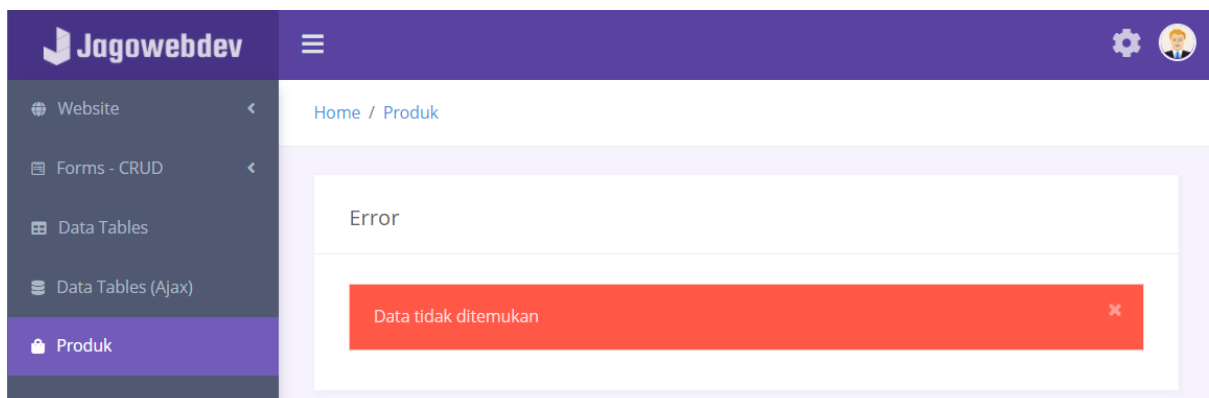 Jagowebdev
Website
Forms - CRUD
Data Tables
Data Tables (Ajax)
Produk
Home / Produk
Error
Data tidak ditemukan